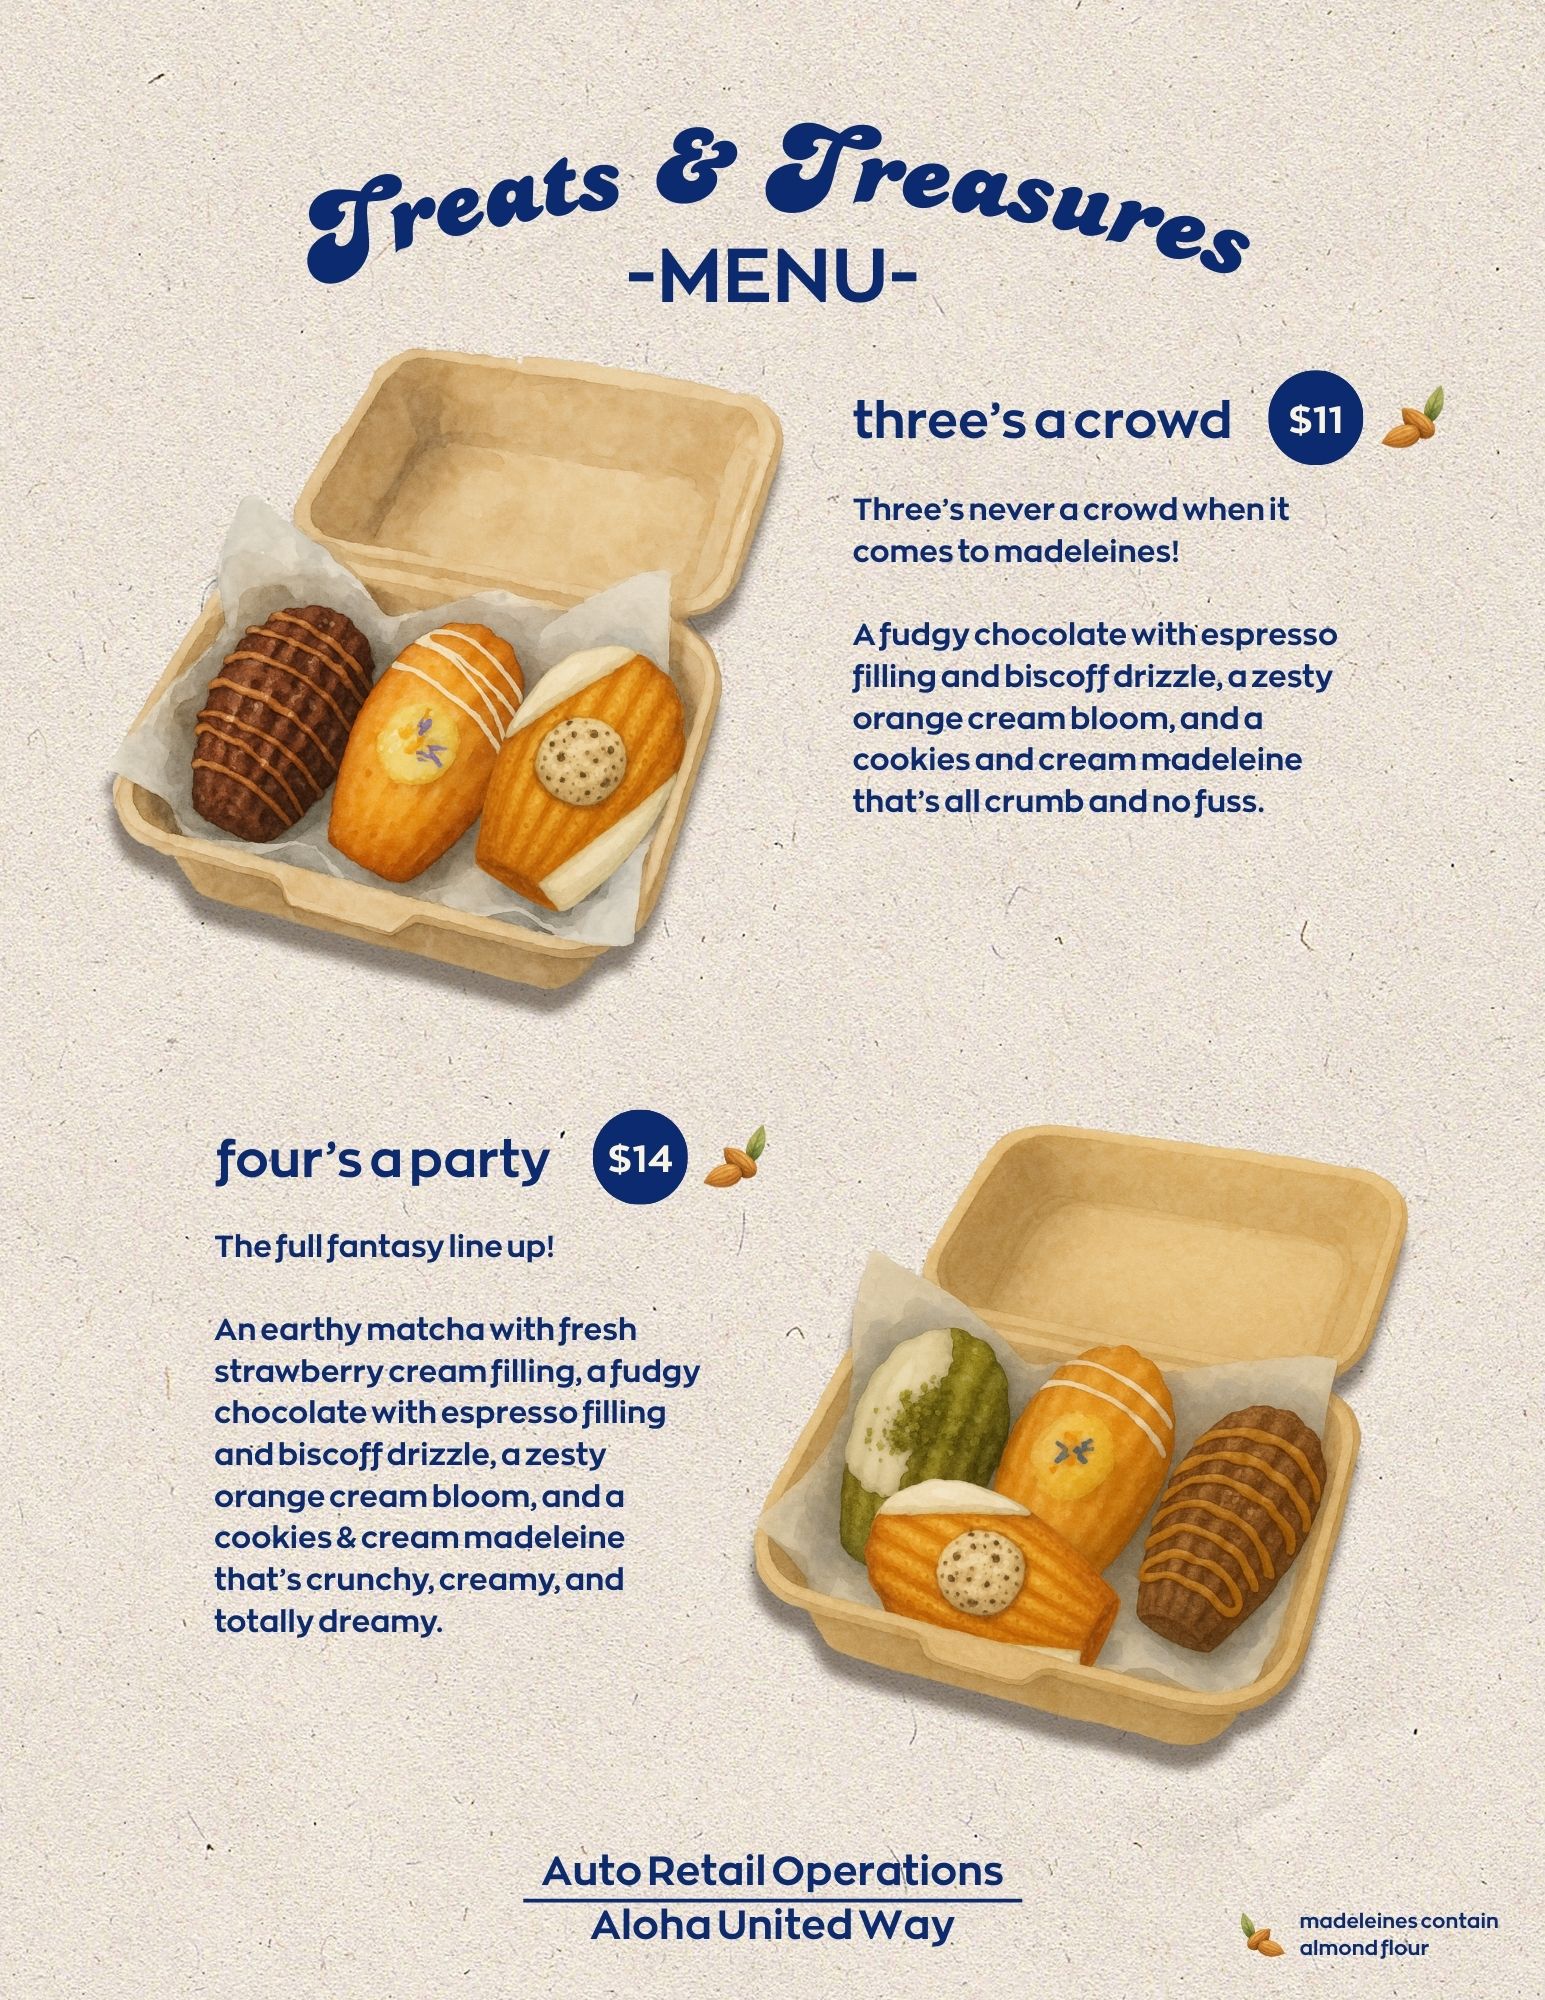 Treats & Treasures
-MENU-
three's a crowd
$11
Three's never a crowd when it
comes to madeleines!
A fudgy chocolate with espresso
filling and biscoff drizzle, a zesty
orange cream bloom, and a
cookies and cream madeleine
that's all crumb and no fuss.
four's a party
$14
The full fantasy line up!
An earthy matcha with fresh
strawberry cream filling, a fudgy
chocolate with espresso filling
and biscoff drizzle, a zesty
orange cream bloom, and a
cookies & cream madeleine
that's crunchy, creamy, and
totally dreamy.
Auto Retail Operations
Aloha United Way
madeleines contain
almond flour